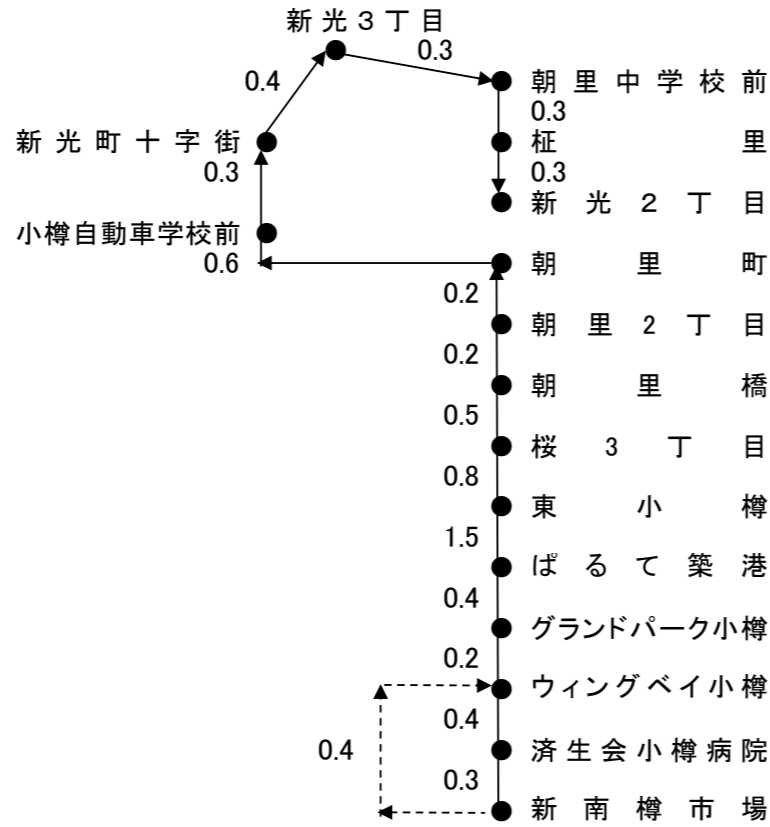 新光３丁目
0.3
0.4
朝里中学校前
0.3
新光町十字街
柾里
0.3
0.3
新光２丁目
小樽自動車学校前
0.6
朝里町
0.2
朝里2丁目
0.2
朝里橋
0.5
桜3丁目
0.8
東小樽
1.5
ぱるて築港
0.4
グランドパーク小樽
0.2
ウィングベイ小樽
0.4
0.4
済生会小樽病院
0.3
新南樽市場